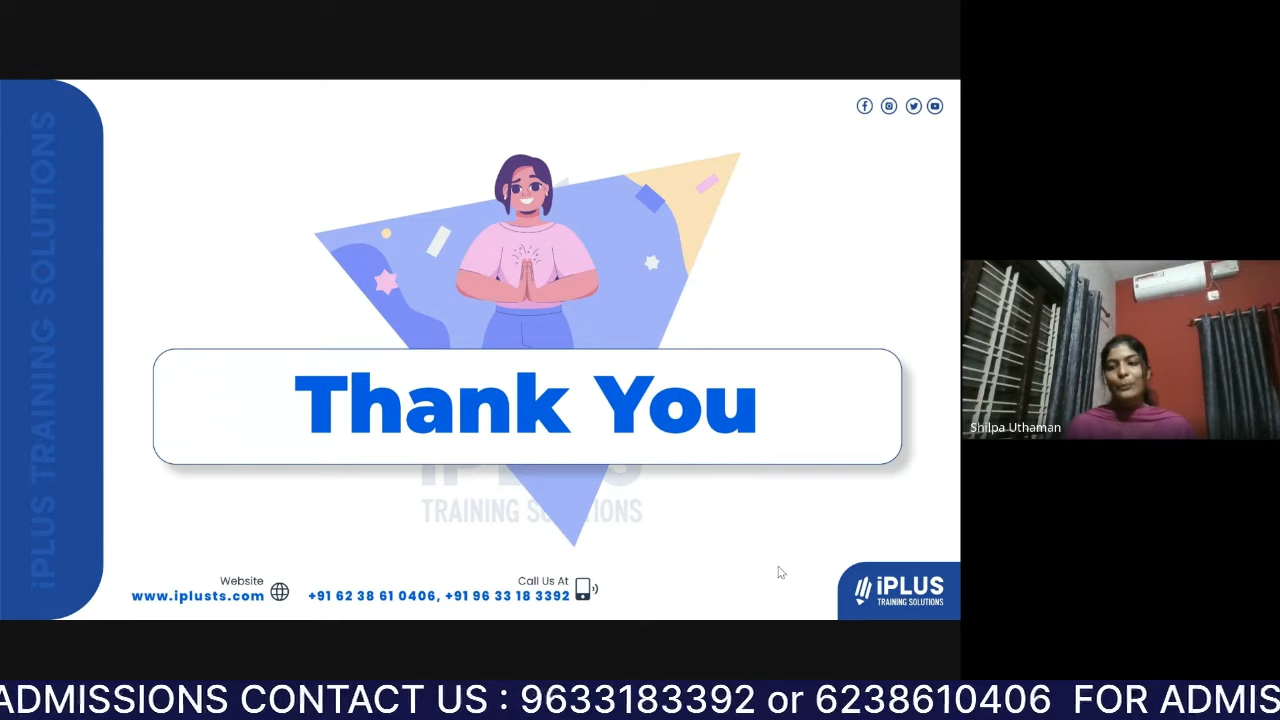 iPLUS TRAINING SOLUTIONS
Thank You
iPLUS
TRAINING SOLUTIONS
Website
www.iplusts.com
Call Us At
+91 62 38 61 0406, +91 96 33 18 3392
iPLUS
TRAINING SOLUTIONS
Shilpa Uthaman
ADMISSIONS CONTACT US : 9633183392 or 6238610406 FOR ADMIS